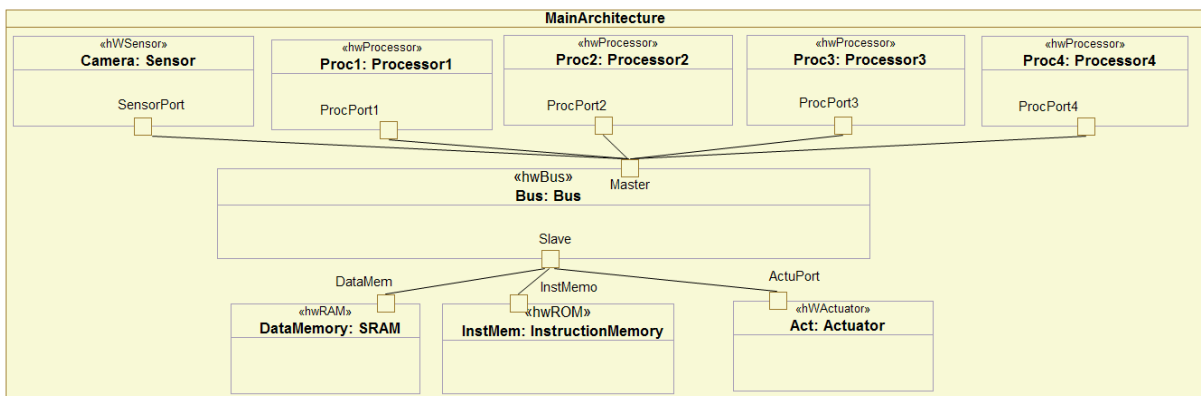 MainArchitecture
«hWSensor»
Camera: Sensor
SensorPort
«hwProcessor»
Proc1: Processor1
ProcPort1
«hwProcessor»
Proc2: Processor2
ProcPort2
«hwProcessor»
Proc3: Processor3
ProcPort3
«hwProcessor»
Proc4: Processor4
ProcPort4
«hwBus»
Master
Bus: Bus
Slave
DataMem
«hwRAM»
DataMemory: SRAM
InstMemo
«hwROM»
InstMem: InstructionMemory
ActuPort
«hWActuator»
Act: Actuator